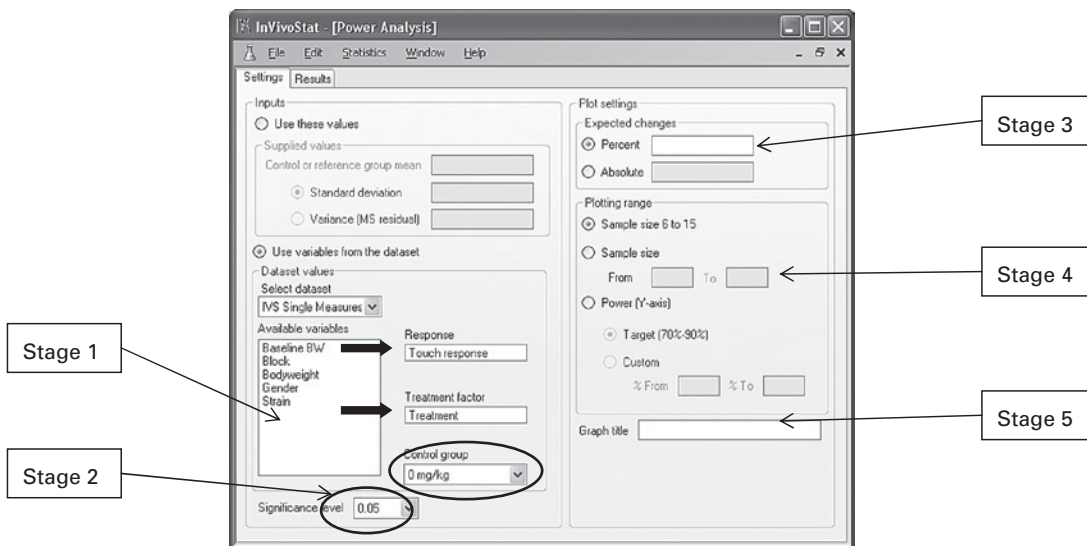 InVivoStat - [Power Analysis]
File Edit Statistics Window Help
Settings Results
Inputs
Use these values
Supplied values
Control or reference group mean
Standard deviation
Variance (MS residual)
Use variables from the dataset
Dataset values
Select dataset
IVS Single Measures
Available variables
Baseline BW
Block
Bodyweight
Gender
Strain
Response
Touch response
Treatment factor
Treatment
Control group
0 mg/kg
Significance level 0.05
Plot settings
Expected changes
Percent
Absolute
Plotting range
Sample size 6 to 15
Sample size
From To
Power (Y-axis)
Target (70%-90%)
Custom
% From % To
Graph title
Stage 1
Stage 2
Stage 3
Stage 4
Stage 5